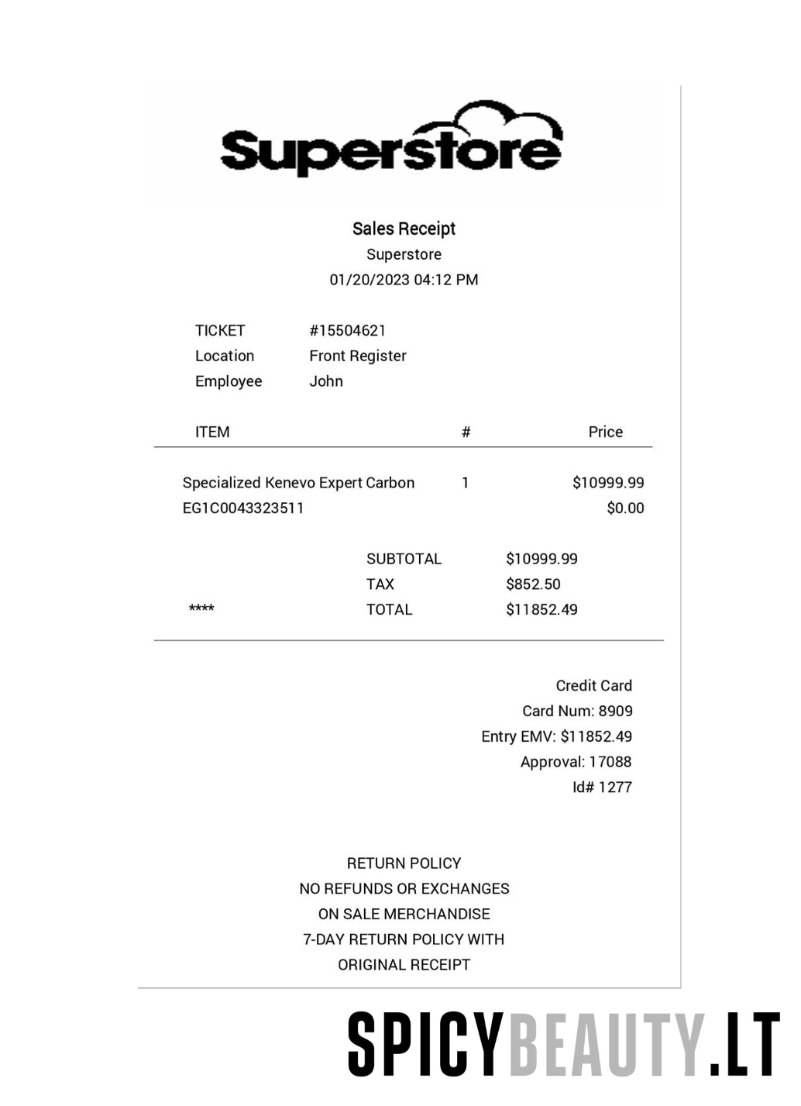 Superstore
Sales Receipt
Superstore
01/20/2023 04:12 PM
TICKET #15504621
Location Front Register
Employee John
ITEM # Price
Specialized Kenevo Expert Carbon 1 $10999.99
EG1C0043323511 $0.00
SUBTOTAL $10999.99
TAX $852.50
**** TOTAL $11852.49
Credit Card
Card Num: 8909
Entry EMV: $11852.49
Approval: 17088
Id# 1277
RETURN POLICY
NO REFUNDS OR EXCHANGES
ON SALE MERCHANDISE
7-DAY RETURN POLICY WITH
ORIGINAL RECEIPT
SPICYBEAUTY.LT